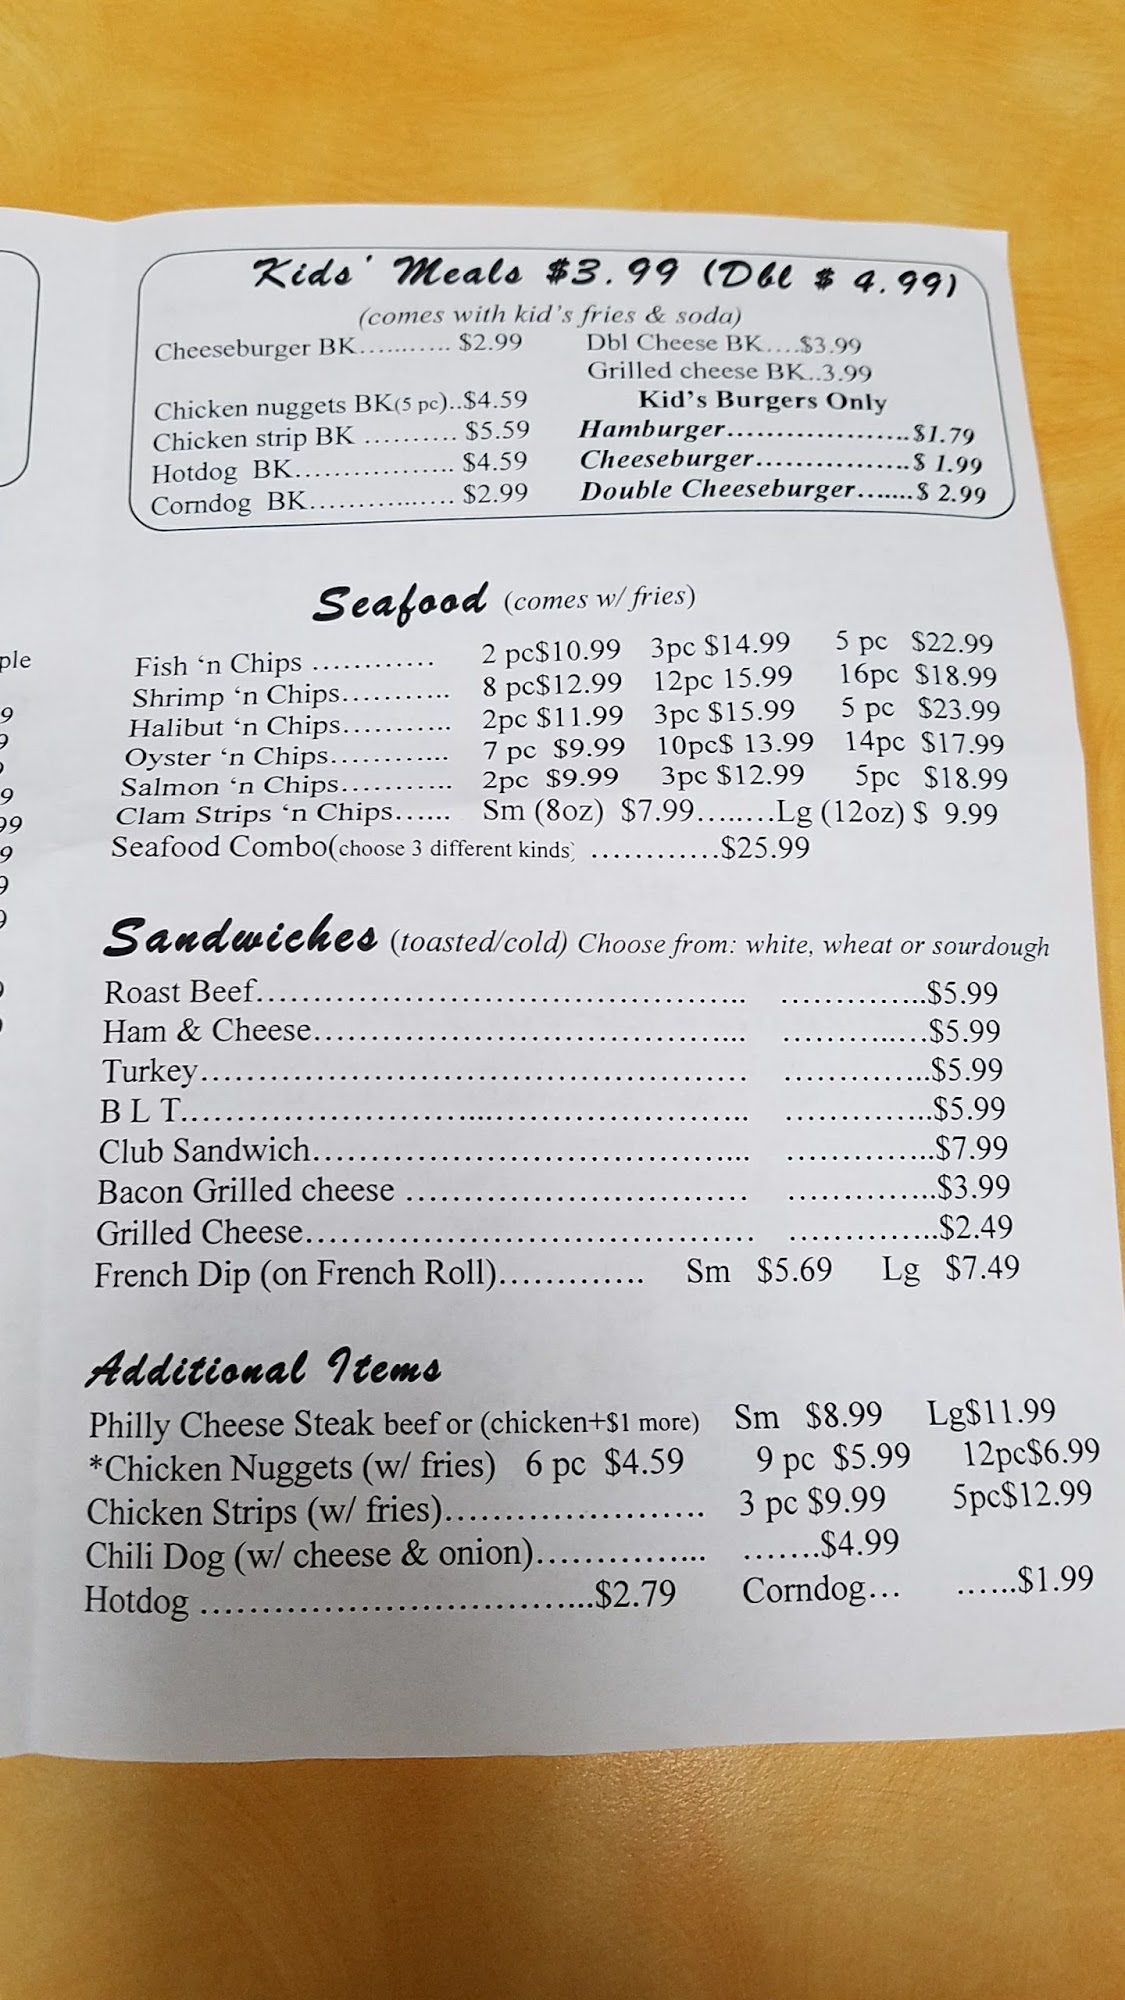 Kids' Meals $3.99 (Dbl $ 4.99)
(comes with kid's fries & soda)
Cheeseburger BK........... $2.99 Dbl Cheese BK....$3.99
Grilled cheese BK..3.99
Chicken nuggets BK(5 pc)..$4.59 Kid's Burgers Only
Chicken strip BK .......... $5.59 Hamburger....................$1.79
Hotdog BK................. $4.59 Cheeseburger.................$ 1.99
Corndog BK................ $2.99 Double Cheeseburger.......$ 2.99
Seafood (comes w/ fries)
Fish 'n Chips ............ 2 pc$10.99 3pc $14.99 5 pc $22.99
Shrimp 'n Chips........... 8 pc$12.99 12pc 15.99 16pc $18.99
Halibut 'n Chips........... 2pc $11.99 3pc $15.99 5 pc $23.99
Oyster 'n Chips............ 7 pc $9.99 10pc$ 13.99 14pc $17.99
Salmon 'n Chips........... 2pc $9.99 3pc $12.99 5pc $18.99
Clam Strips 'n Chips...... Sm (8oz) $7.99........Lg (12oz) $ 9.99
Seafood Combo(choose 3 different kinds) ............$25.99
Sandwiches (toasted/cold) Choose from: white, wheat or sourdough
Roast Beef.......................................... ..............$5.99
Ham & Cheese..................................... ..............$5.99
Turkey.............................................. ..............$5.99
B L T................................................ ..............$5.99
Club Sandwich...................................... ..............$7.99
Bacon Grilled cheese .............................. ..............$3.99
Grilled Cheese....................................... ..............$2.49
French Dip (on French Roll)............. Sm $5.69 Lg $7.49
Additional Items
Philly Cheese Steak beef or (chicken+$1 more) Sm $8.99 Lg$11.99
*Chicken Nuggets (w/ fries) 6 pc $4.59 9 pc $5.99 12pc$6.99
Chicken Strips (w/ fries)....................... 3 pc $9.99 5pc$12.99
Chili Dog (w/ cheese & onion)............... .......$4.99
Hotdog ..................................$2.79 Corndog... ......$1.99
ple
9
9
9
99
9
9
9